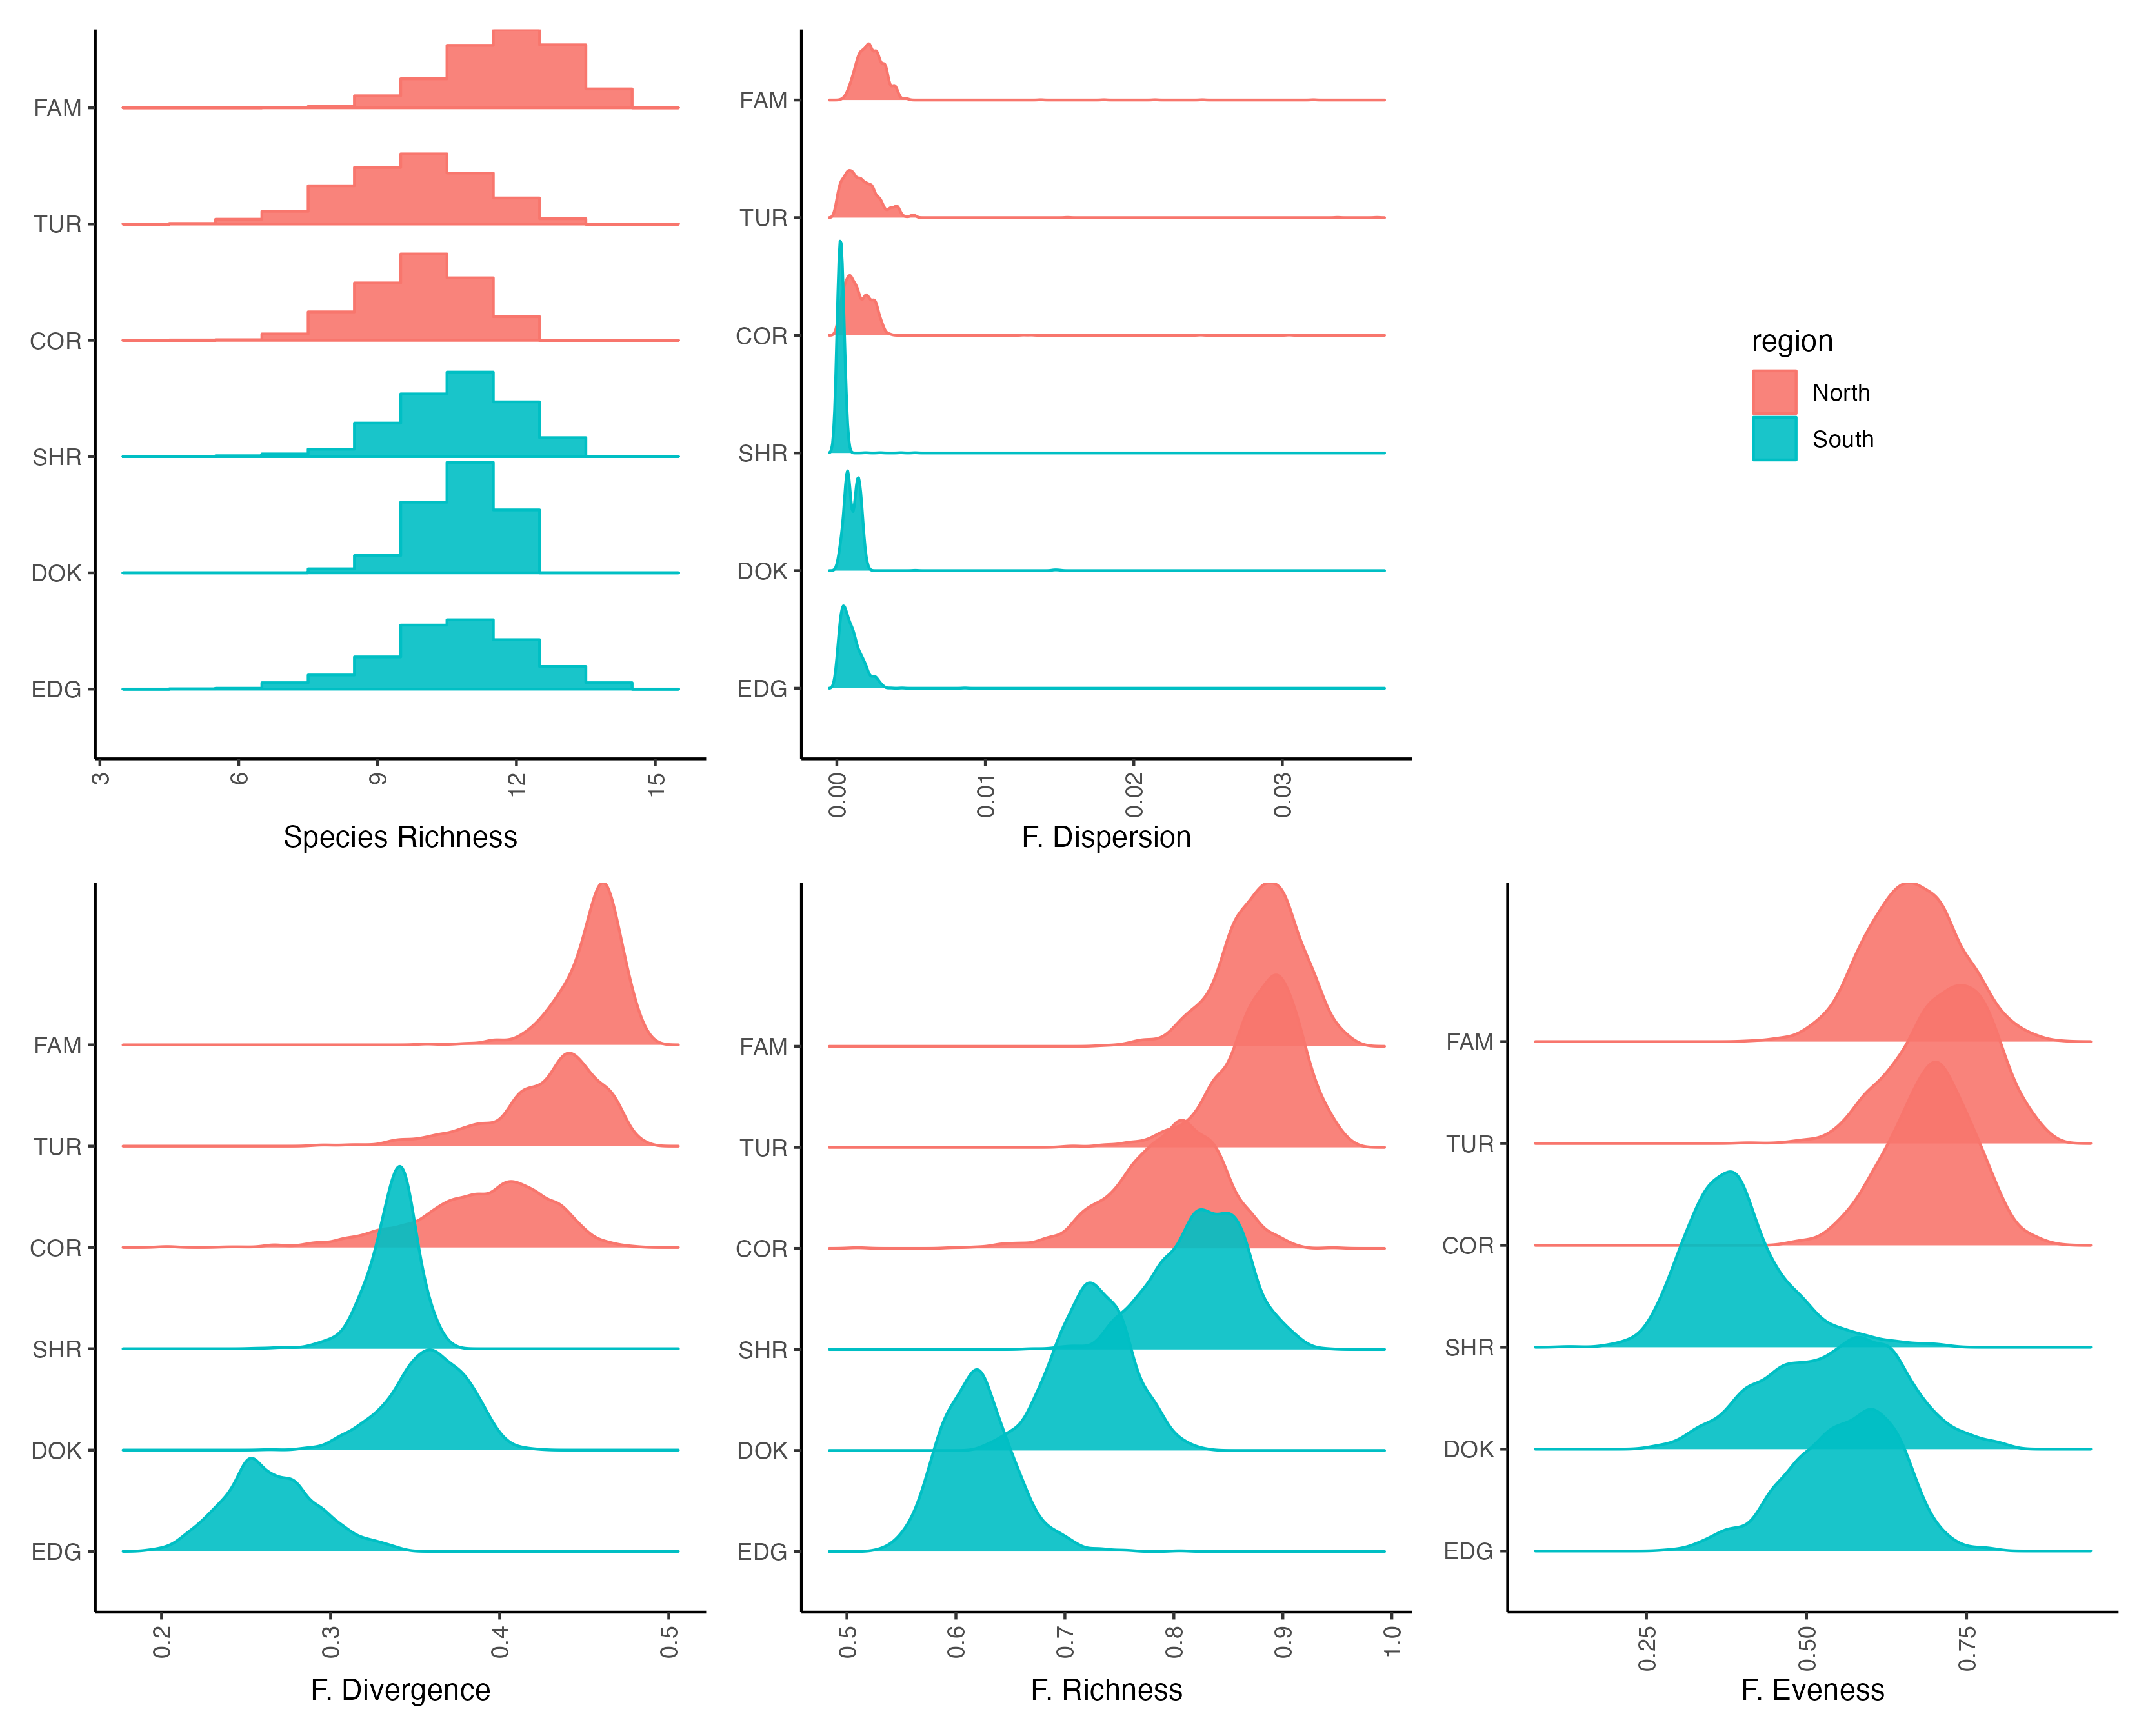 FAM
TUR
COR
SHR
DOK
EDG
3 6 9 12 15
Species Richness
FAM
TUR
COR
SHR
DOK
EDG
0.00 0.01 0.02 0.03
F. Dispersion
region
North
South
FAM
TUR
COR
SHR
DOK
EDG
0.2 0.3 0.4 0.5
F. Divergence
FAM
TUR
COR
SHR
DOK
EDG
0.5 0.6 0.7 0.8 0.9 1.0
F. Richness
FAM
TUR
COR
SHR
DOK
EDG
0.25 0.50 0.75
F. Eveness